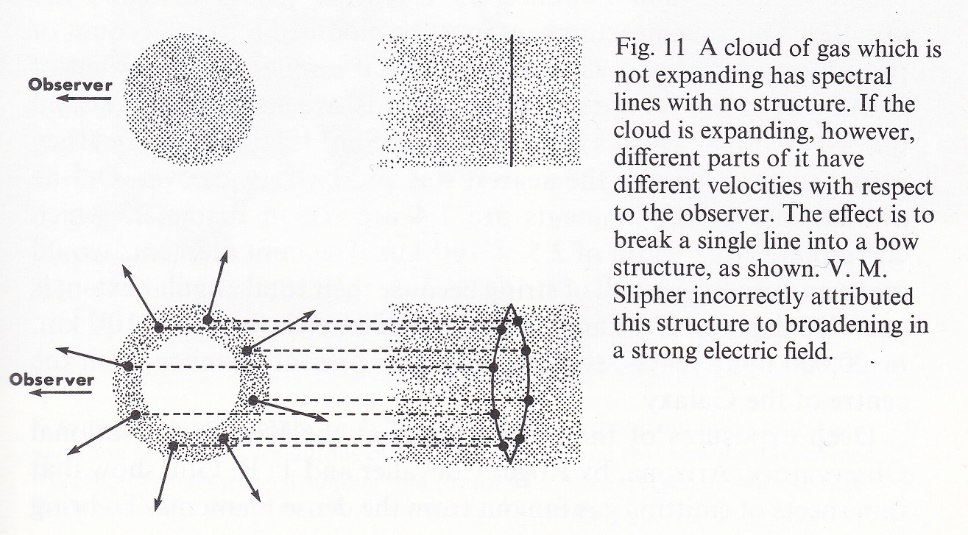 Observer
Observer
Fig. 11 A cloud of gas which is
not expanding has spectral
lines with no structure. If the
cloud is expanding, however,
different parts of it have
different velocities with respect
to the observer. The effect is to
break a single line into a bow
structure, as shown. V. M.
Slipher incorrectly attributed
this structure to broadening in
a strong electric field.